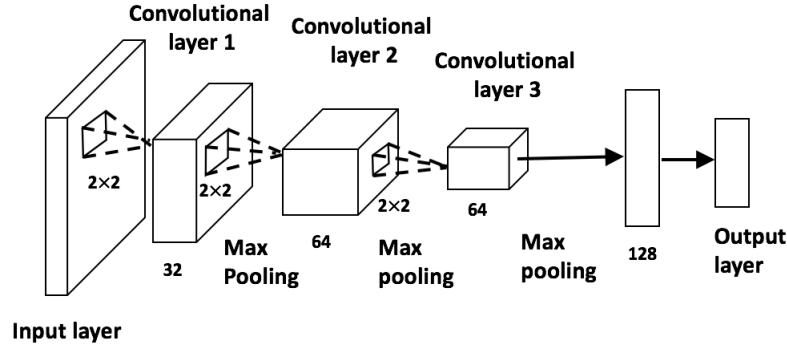 Convolutional
layer 1
Convolutional
layer 2
Convolutional
layer 3
2×2
2×2
2×2
32
64
64
128
Max
Pooling
Max
pooling
Max
pooling
Output
layer
Input layer